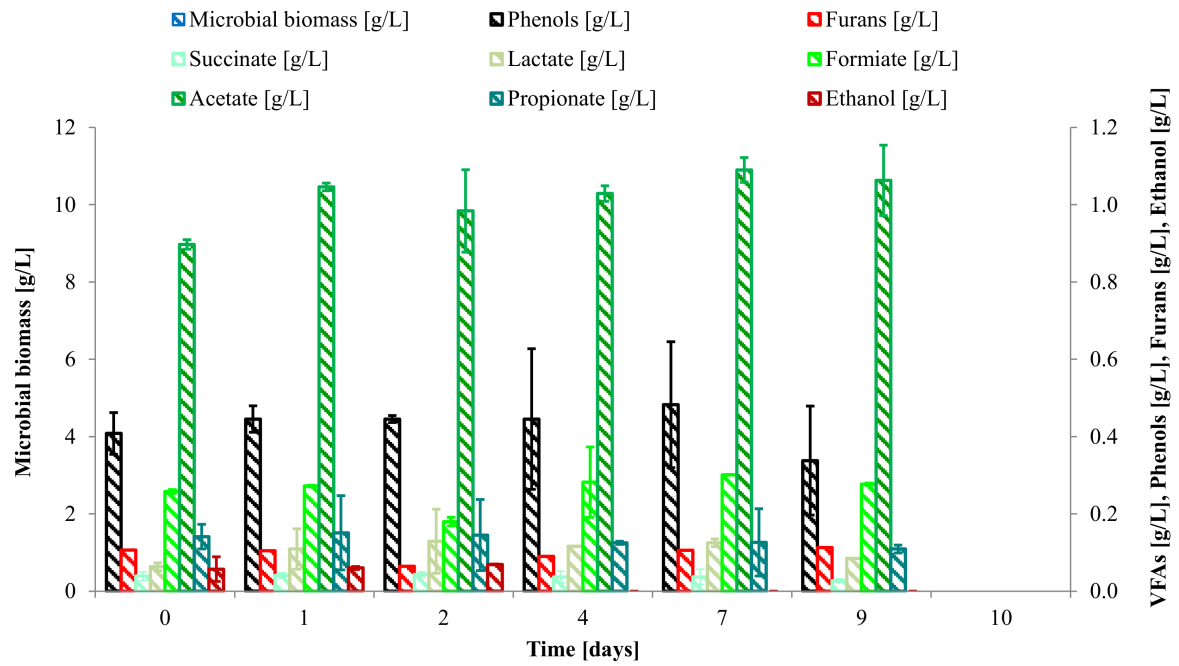 Microbial biomass [g/L] Phenols [g/L] Furans [g/L]
Succinate [g/L] Lactate [g/L] Formiate [g/L]
Acetate [g/L] Propionate [g/L] Ethanol [g/L]
12 1.2
10 1.0
8 0.8
6 0.6
4 0.4
2 0.2
0 0.0
Microbial biomass [g/L]
VFAs [g/L], Phenols [g/L], Furans [g/L], Ethanol [g/L]
0 1 2 4 7 9 10
Time [days]